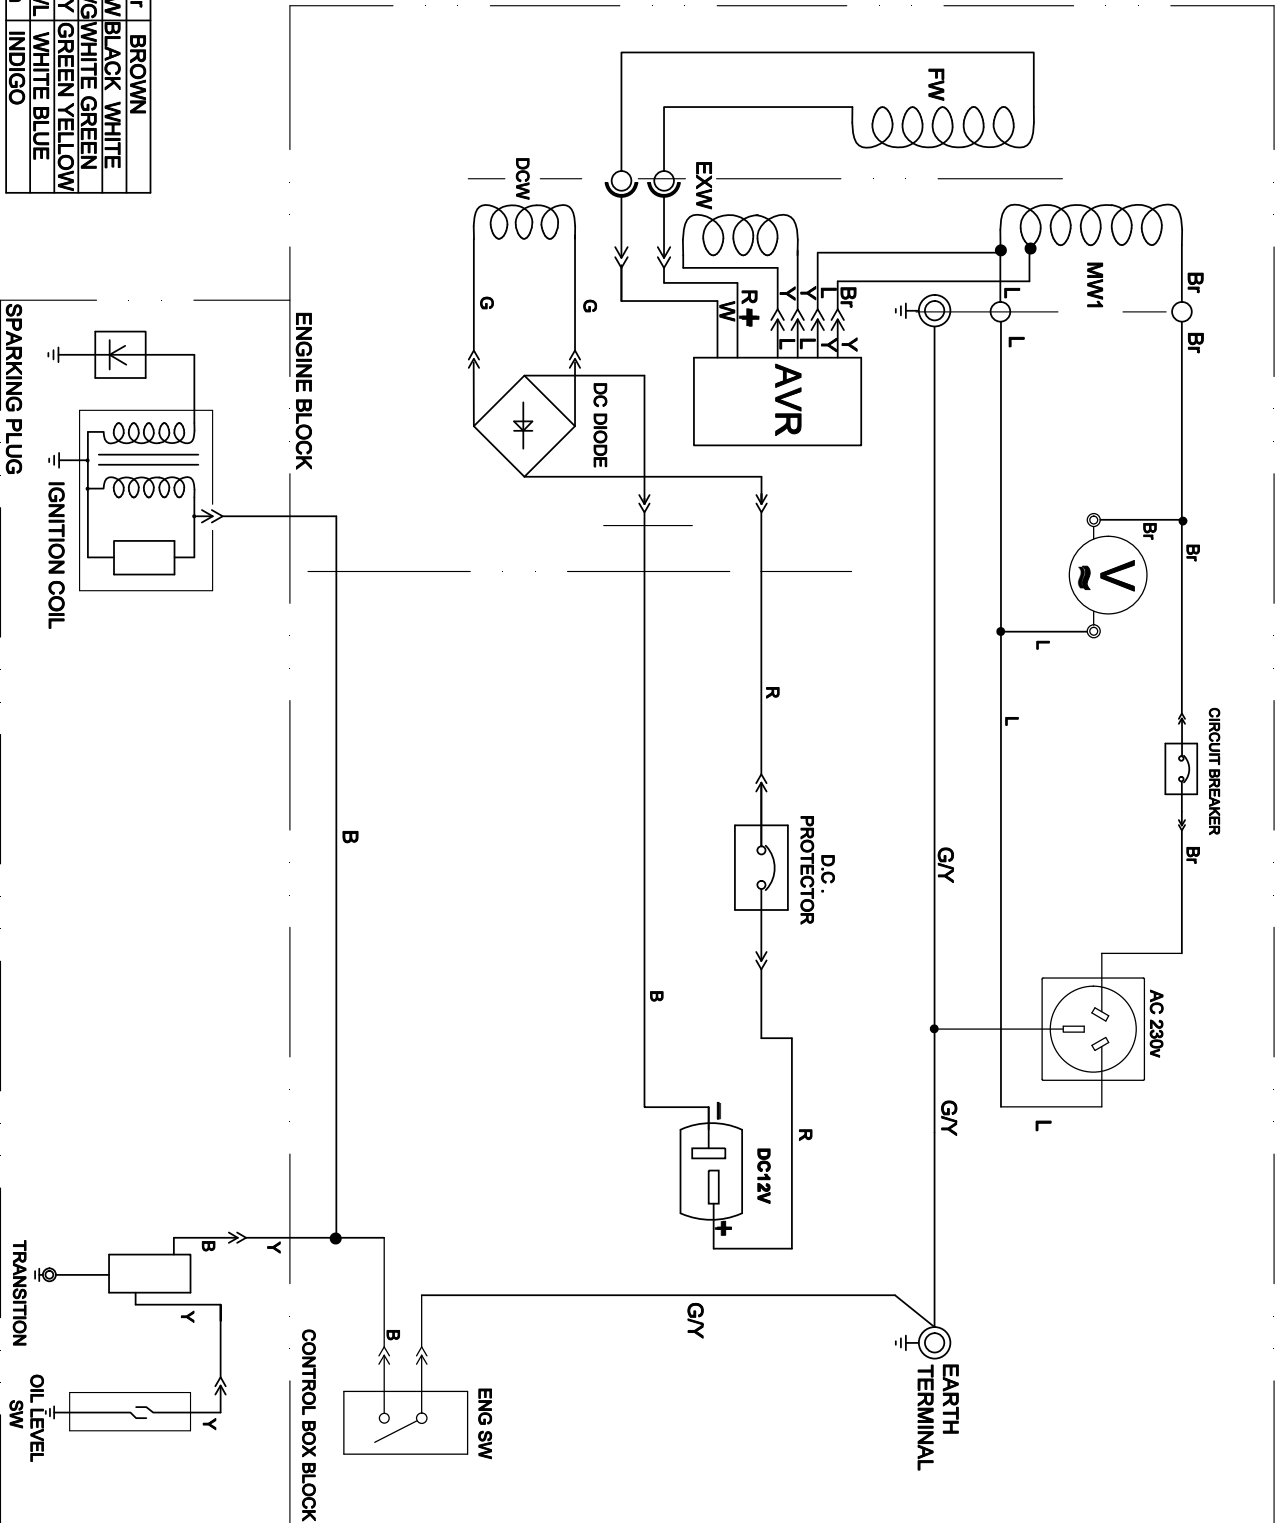 Br
Br
Br
Br
Br
CIRCUIT BREAKER
AC 230v
MW1
V
L
L
L
L
L
FW
EXW
DCW
R
+
W
Y
Y
L
Br
L
L
Y
Y
AVR
G
G
DC DIODE
G/Y
G/Y
G/Y
EARTH
TERMINAL
R
D.C .
PROTECTOR
R
B
DC12V
−
+
ENGINE BLOCK
SPARKING PLUG
IGNITION COIL
B
B
Y
Y
Y
B
TRANSITION
OIL LEVEL
SW
ENG SW
CONTROL BOX BLOCK
r BROWN
W BLACK WHITE
/G WHITE GREEN
Y GREEN YELLOW
/L WHITE BLUE
INDIGO